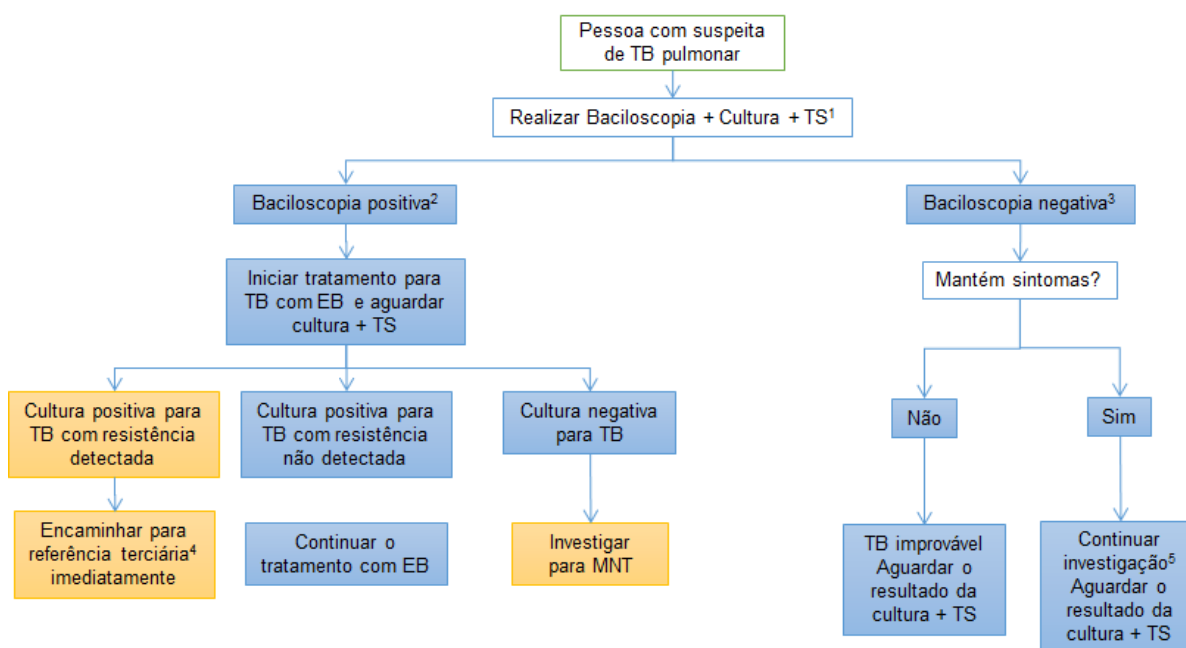 Pessoa com suspeita
de TB pulmonar
Realizar Baciloscopia + Cultura + TS¹
Baciloscopia positiva²
Baciloscopia negativa³
Iniciar tratamento para
TB com EB e aguardar
cultura + TS
Mantém sintomas?
Cultura positiva para
TB com resistência
detectada
Cultura positiva para
TB com resistência
não detectada
Cultura negativa
para TB
Não
Sim
Encaminhar para
referência terciária⁴
imediatamente
Continuar o
tratamento com EB
Investigar
para MNT
TB improvável
Aguardar o
resultado da
cultura + TS
Continuar
investigação⁵
Aguardar o
resultado da
cultura + TS